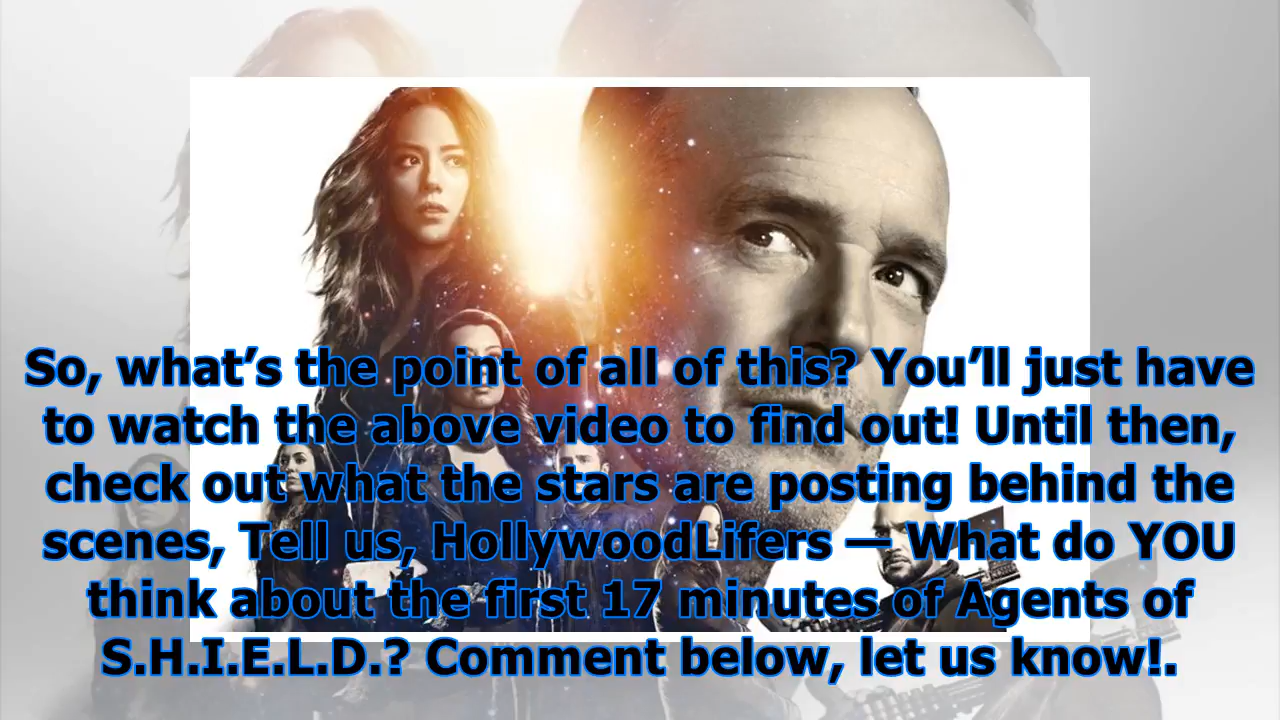 So, what’s the point of all of this? You’ll just have
to watch the above video to find out! Until then,
check out what the stars are posting behind the
scenes, Tell us, HollywoodLifers — What do YOU
think about the first 17 minutes of Agents of
S.H.I.E.L.D.? Comment below, let us know!.